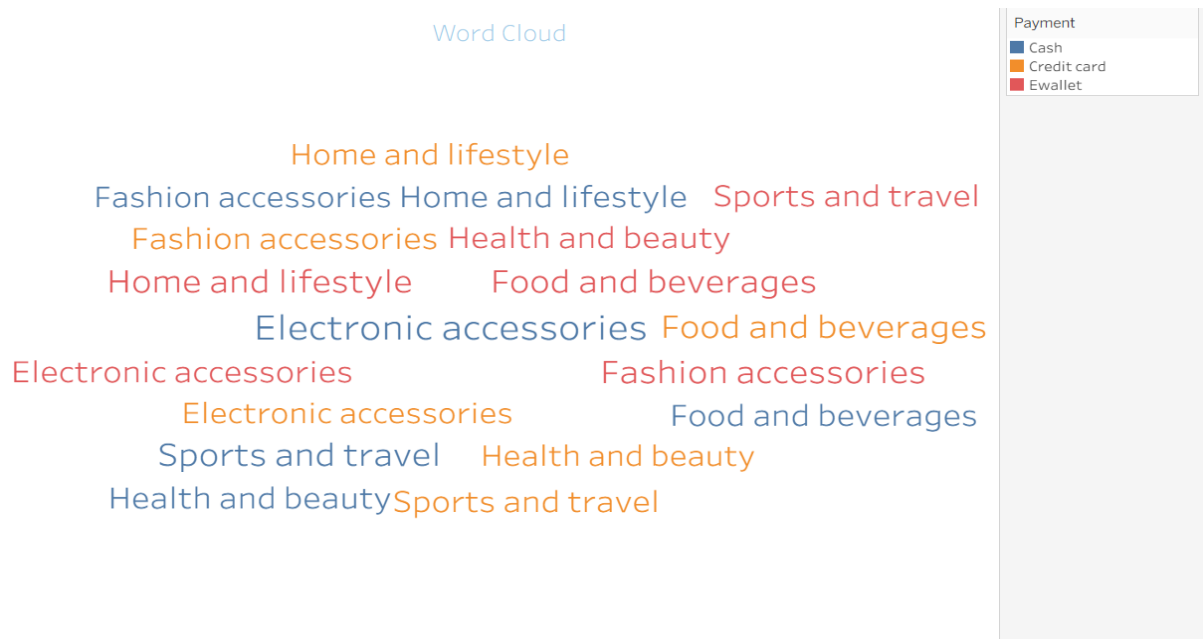 Word Cloud
Home and lifestyle
Fashion accessories Home and lifestyle Sports and travel
Fashion accessories Health and beauty
Home and lifestyle Food and beverages
Electronic accessories Food and beverages
Electronic accessories Fashion accessories
Electronic accessories Food and beverages
Sports and travel Health and beauty
Health and beauty Sports and travel
Payment
Cash
Credit card
Ewallet